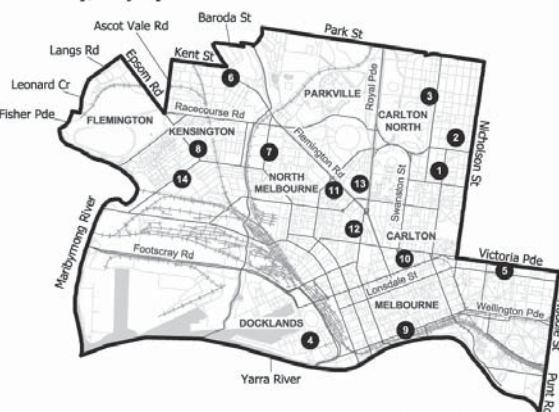 Baroda St
Ascot Vale Rd
Park St
Langs Rd
Kent St
Epsom Rd
Leonard Cr
6
PARKVILLE
Royal Pde
3
Fisher Pde
Racecourse Rd
CARLTON
NORTH
FLEMINGTON
KENSINGTON
Flemington Rd
2
Nicholson St
8
7
Swanston St
1
14
NORTH
MELBOURNE
11
13
Maribyrnong River
12
CARLTON
Footscray Rd
10
Victoria Pde
5
Lonsdale St
MELBOURNE
Wellington Pde
DOCKLANDS
9
4
Yarra River
Punt Rd